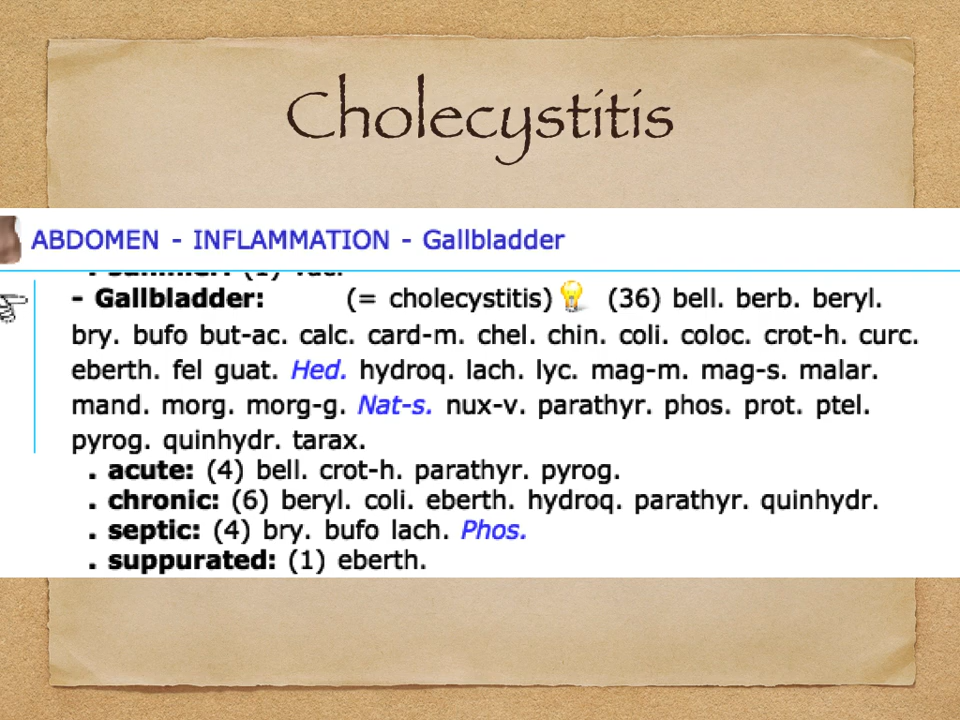 Cholecystitis
ABDOMEN - INFLAMMATION - Gallbladder
- Gallbladder: (= cholecystitis) (36) bell. berb. beryl.
bry. bufo but-ac. calc. card-m. chel. chin. coli. coloc. crot-h. curc.
eberth. fel guat. Hed. hydroq. lach. lyc. mag-m. mag-s. malar.
mand. morg. morg-g. Nat-s. nux-v. parathyr. phos. prot. ptel.
pyrog. quinhydr. tarax.
. acute: (4) bell. crot-h. parathyr. pyrog.
. chronic: (6) beryl. coli. eberth. hydroq. parathyr. quinhydr.
. septic: (4) bry. bufo lach. Phos.
. suppurated: (1) eberth.